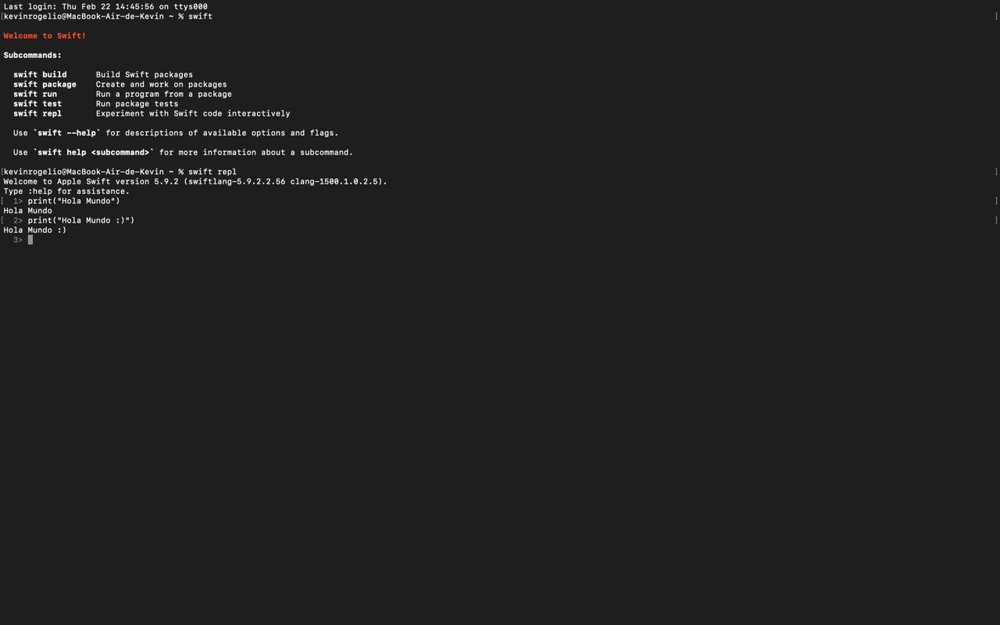 Last login: Thu Feb 22 14:45:56 on ttys000
[kevinrogelio@MacBook-Air-de-Kevin ~ % swift ]
Welcome to Swift!
Subcommands:
swift build      Build Swift packages
swift package    Create and work on packages
swift run        Run a program from a package
swift test       Run package tests
swift repl       Experiment with Swift code interactively
Use `swift --help` for descriptions of available options and flags.
Use `swift help <subcommand>` for more information about a subcommand.
[kevinrogelio@MacBook-Air-de-Kevin ~ % swift repl ]
Welcome to Apple Swift version 5.9.2 (swiftlang-5.9.2.2.56 clang-1500.1.0.2.5).
Type :help for assistance.
[  1> print("Hola Mundo") ]
Hola Mundo
[  2> print("Hola Mundo :)") ]
Hola Mundo :)
3>